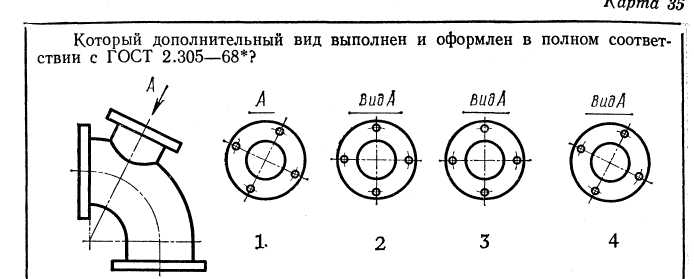 Карта 35
Который дополнительный вид выполнен и оформлен в полном соответ-
ствии с ГОСТ 2.305—68*?
А
А
Вид А
Вид А
Вид А
1.
2
3
4